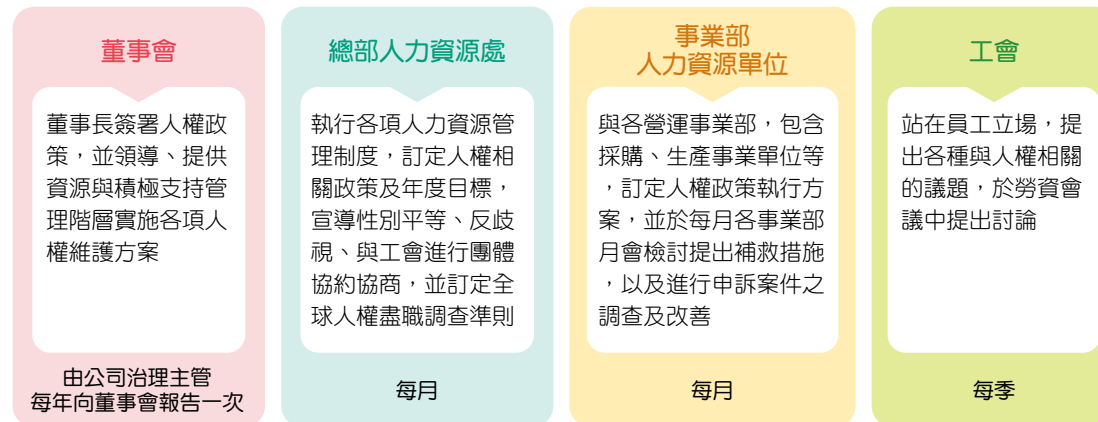 董事會
董事長簽署人權政
策，並領導、提供
資源與積極支持管
理階層實施各項人
權維護方案
由公司治理主管
每年向董事會報告一次
總部人力資源處
執行各項人力資源管
理制度，訂定人權相
關政策及年度目標，
宣導性別平等、反歧
視、與工會進行團體
協約協商，並訂定全
球人權盡職調查準則
每月
事業部
人力資源單位
與各營運事業部，包含
採購、生產事業單位等
，訂定人權政策執行方
案，並於每月各事業部
月會檢討提出補救措施
，以及進行申訴案件之
調查及改善
每月
工會
站在員工立場，提
出各種與人權相關
的議題，於勞資會
議中提出討論
每季